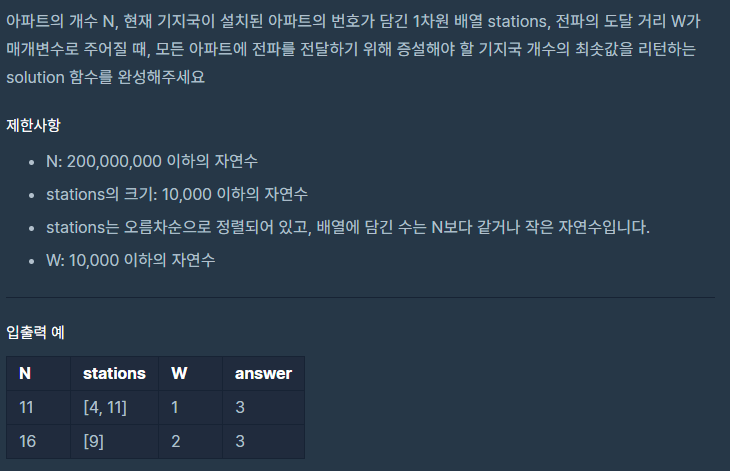 아파트의 개수 N, 현재 기지국이 설치된 아파트의 번호가 담긴 1차원 배열 stations, 전파의 도달 거리 W가
매개변수로 주어질 때, 모든 아파트에 전파를 전달하기 위해 증설해야 할 기지국 개수의 최솟값을 리턴하는
solution 함수를 완성해주세요
제한사항
• N: 200,000,000 이하의 자연수
• stations의 크기: 10,000 이하의 자연수
• stations는 오름차순으로 정렬되어 있고, 배열에 담긴 수는 N보다 같거나 작은 자연수입니다.
• W: 10,000 이하의 자연수
입출력 예
N stations W answer
11 [4, 11] 1 3
16 [9] 2 3